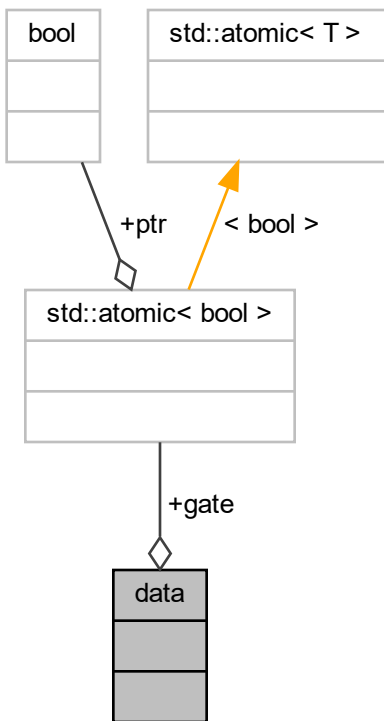 bool
std::atomic< T >
+ptr
< bool >
std::atomic< bool >
+gate
data